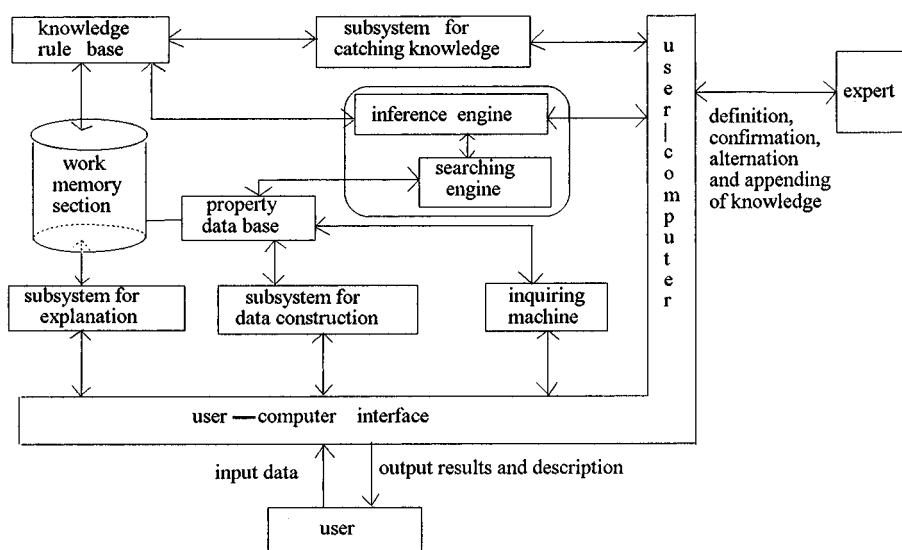 knowledge
rule base
subsystem for
catching knowledge
user/computer
expert
definition,
confirmation,
alternation
and appending
of knowledge
inference engine
searching
engine
work
memory
section
property
data base
subsystem for
explanation
subsystem for
data construction
inquiring
machine
user — computer interface
input data
output results and description
user